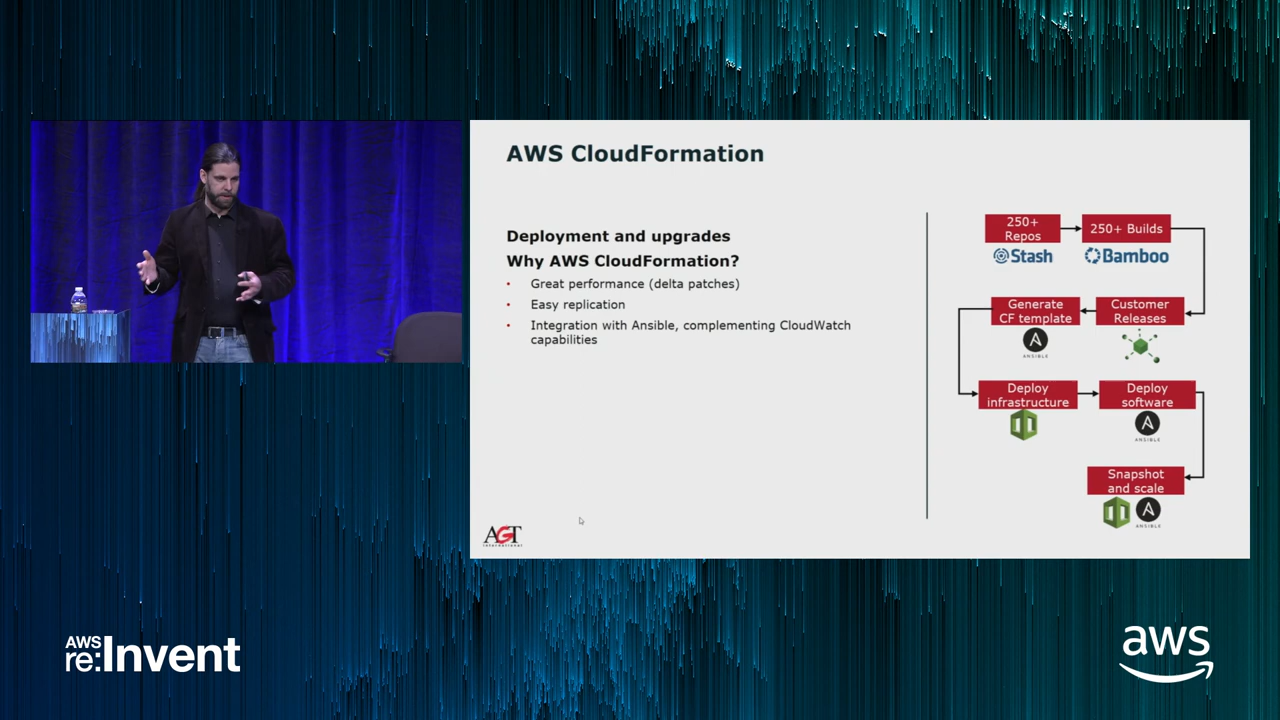 AWS CloudFormation
Deployment and upgrades
Why AWS CloudFormation?
• Great performance (delta patches)
• Easy replication
• Integration with Ansible, complementing CloudWatch
capabilities
250+
Repos
250+ Builds
Stash
Bamboo
Generate
CF template
Customer
Releases
ANSIBLE
Deploy
infrastructure
Deploy
software
ANSIBLE
Snapshot
and scale
ANSIBLE
AGT
international
AWS
re:Invent
aws